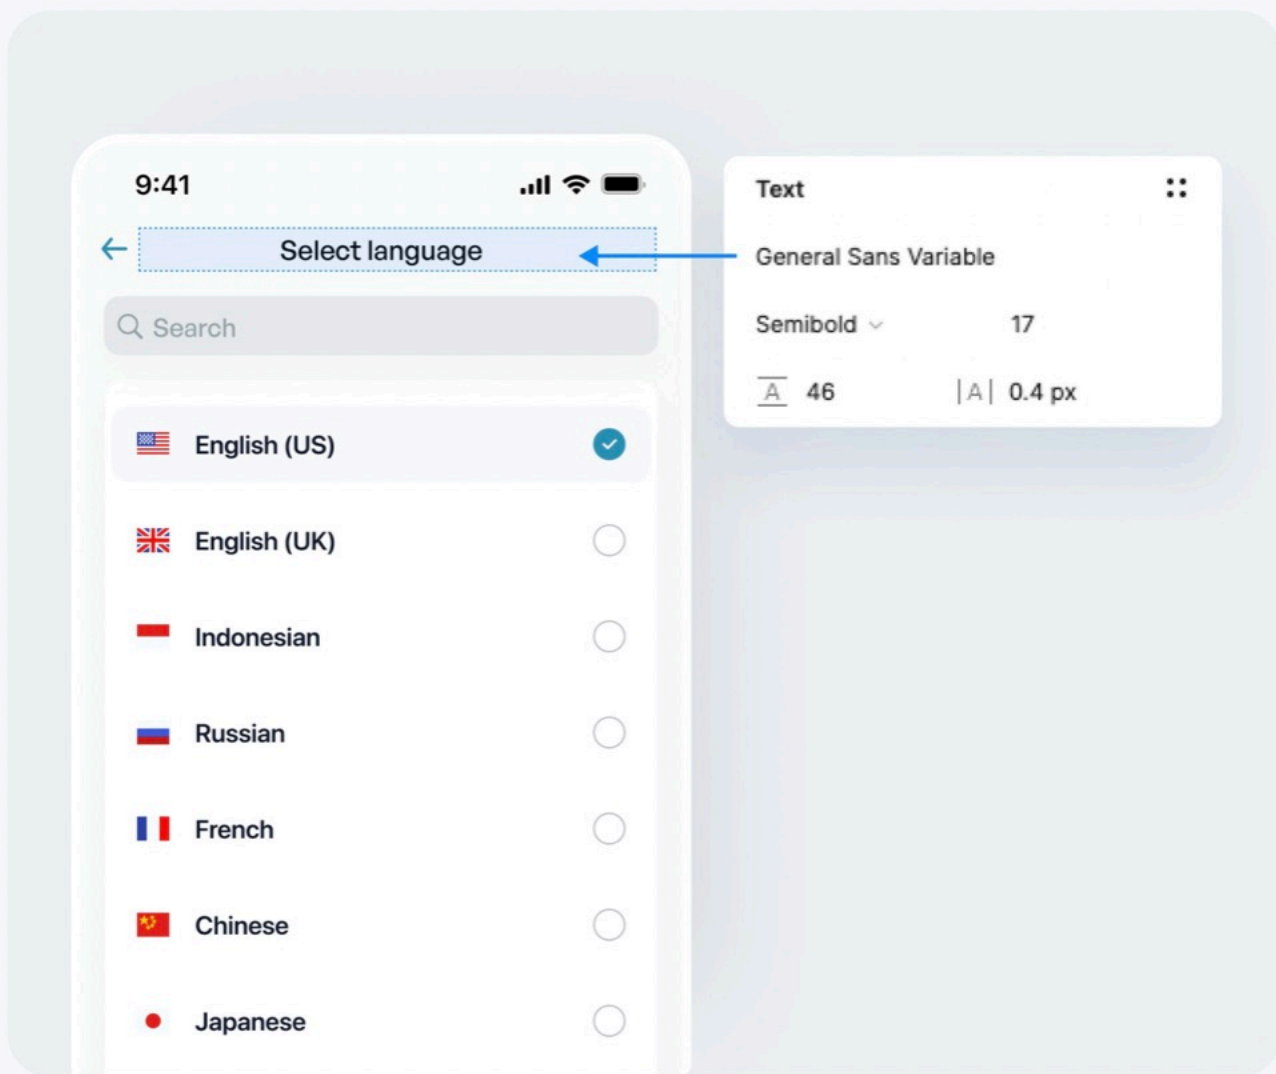 9:41
Select language
Search
English (US)
English (UK)
Indonesian
Russian
French
Chinese
Japanese
Text
General Sans Variable
Semibold 17
A 46 |A| 0.4 px